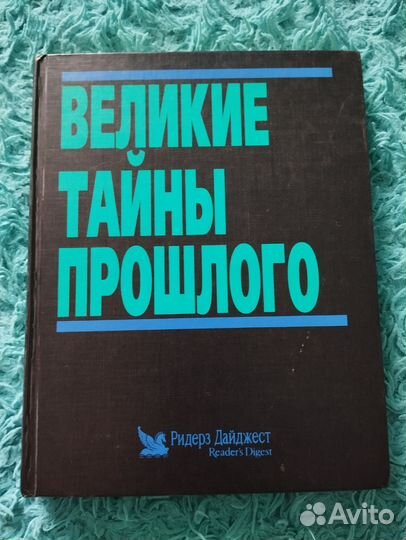 ВЕЛИКИЕ
ТАЙНЫ
ПРОШЛОГО
Ридерз Дайджест
Reader's Digest
Avito